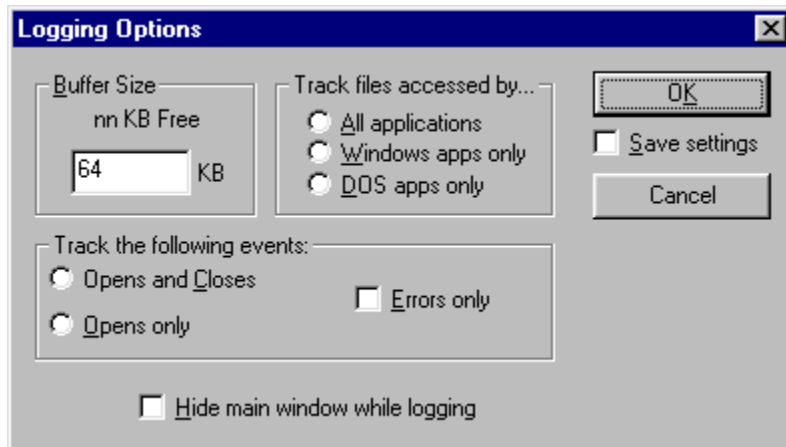 Logging Options
Buffer Size
nn KB Free
64 KB
Track files accessed by...
All applications
Windows apps only
DOS apps only
OK
Save settings
Cancel
Track the following events:
Opens and Closes
Opens only
Errors only
Hide main window while logging